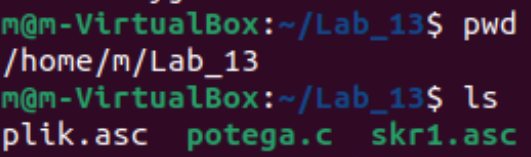 m@m-VirtualBox:~/Lab_13$ pwd
/home/m/Lab_13
m@m-VirtualBox:~/Lab_13$ ls
plik.asc  potega.c  skr1.asc